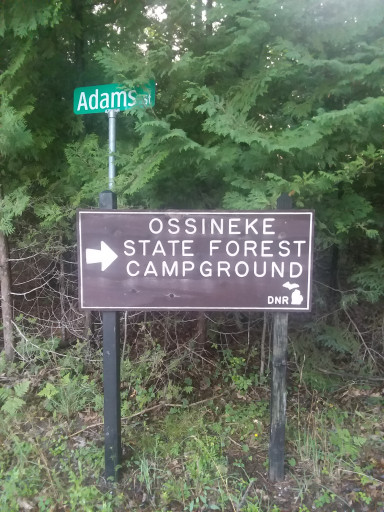 Adams St
OSSINEKE
STATE FOREST
CAMPGROUND
DNR